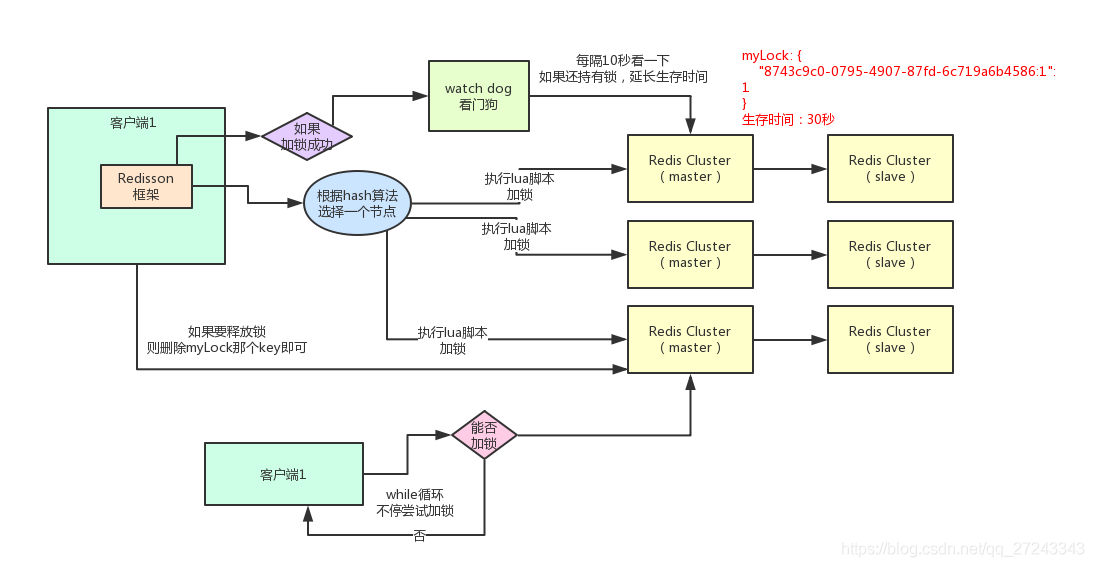 每隔10秒看一下
如果还持有锁，延长生存时间
myLock: {
"8743c9c0-0795-4907-87fd-6c719a6b4586:1":
1
}
生存时间：30秒
watch dog
看门狗
客户端1
如果
加锁成功
Redisson
框架
根据hash算法
选择一个节点
执行lua脚本
加锁
Redis Cluster
（ master ）
Redis Cluster
（ slave ）
执行lua脚本
加锁
Redis Cluster
（ master ）
Redis Cluster
（ slave ）
如果要释放锁
则删除myLock那个key即可
执行lua脚本
加锁
Redis Cluster
（ master ）
Redis Cluster
（ slave ）
能否
加锁
客户端1
while循环
不停尝试加锁
否
https://blog.csdn.net/qq_27243343